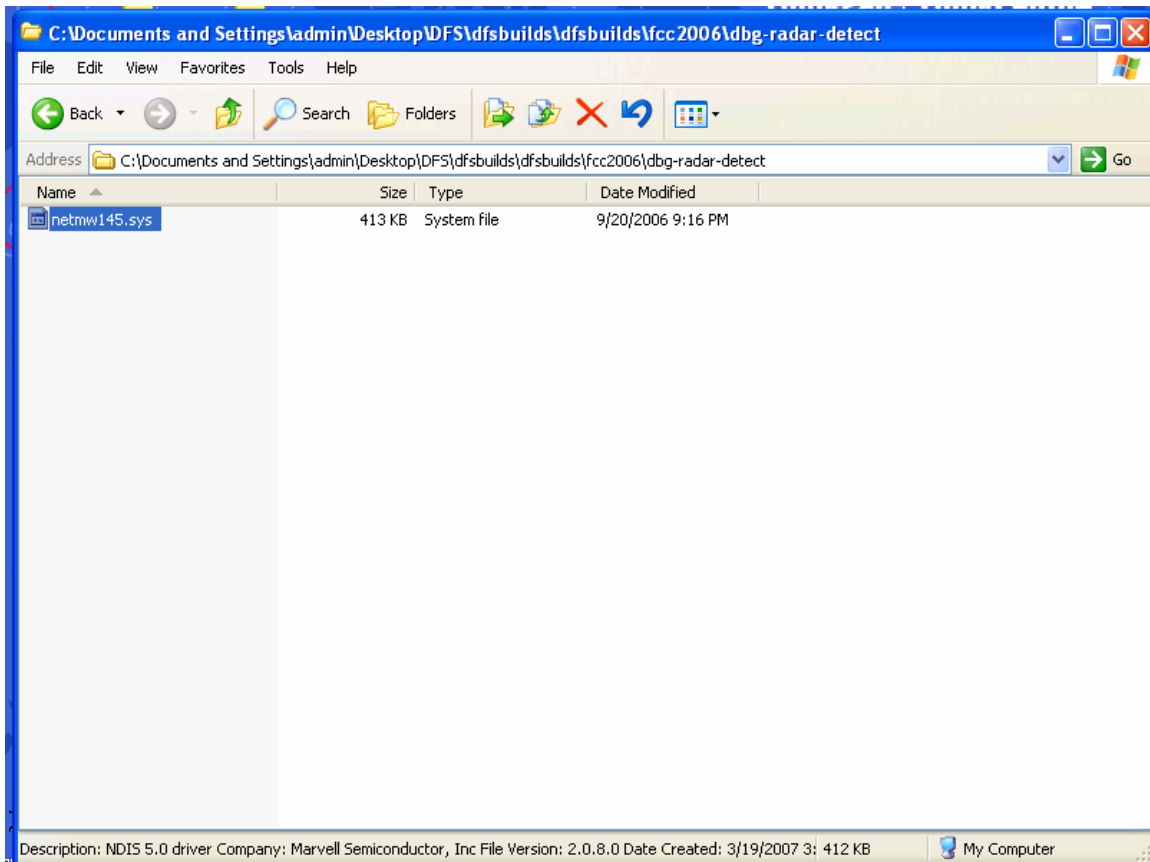 C:\Documents and Settings\admin\Desktop\DFS\dfsbuilds\dfsbuilds\fcc2006\dbg-radar-detect
File Edit View Favorites Tools Help
Back Search Folders
Address C:\Documents and Settings\admin\Desktop\DFS\dfsbuilds\dfsbuilds\fcc2006\dbg-radar-detect Go
Name Size Type Date Modified
netmw145.sys 413 KB System file 9/20/2006 9:16 PM
Description: NDIS 5.0 driver Company: Marvell Semiconductor, Inc File Version: 2.0.8.0 Date Created: 3/19/2007 3: 412 KB My Computer